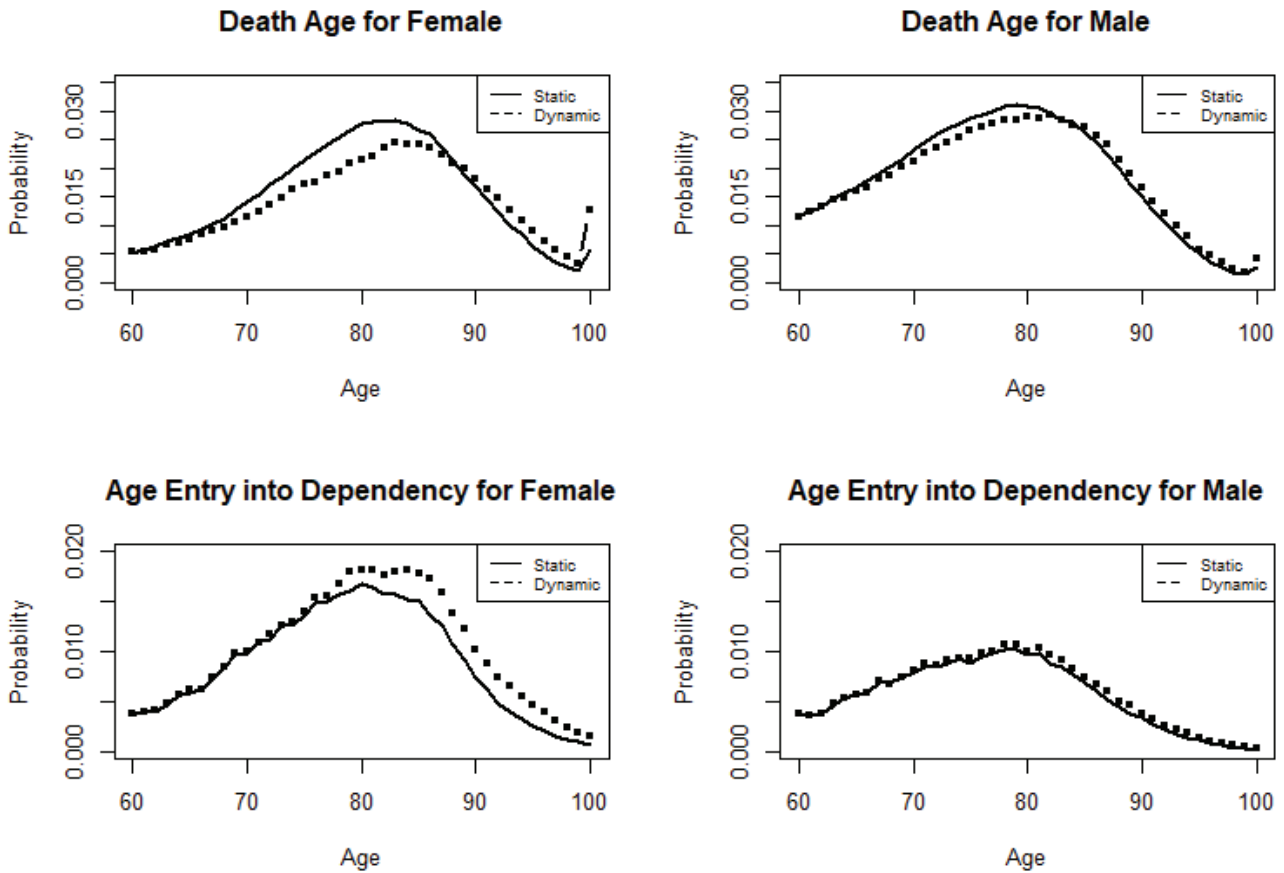 Death Age for Female
Probability
0.000
0.015
0.030
Static
Dynamic
60 70 80 90 100
Age
Death Age for Male
Probability
0.000
0.015
0.030
Static
Dynamic
60 70 80 90 100
Age
Age Entry into Dependency for Female
Probability
0.000
0.010
0.020
Static
Dynamic
60 70 80 90 100
Age
Age Entry into Dependency for Male
Probability
0.000
0.010
0.020
Static
Dynamic
60 70 80 90 100
Age